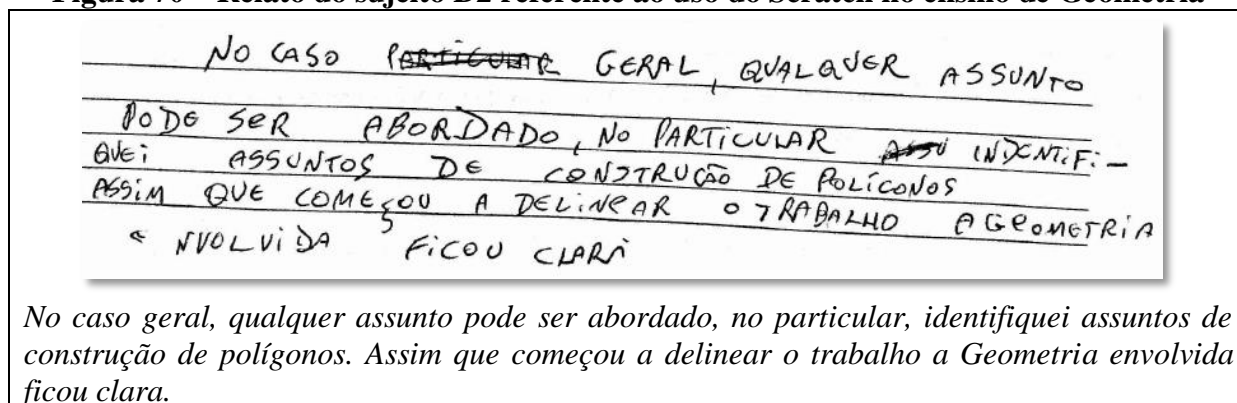 Figura 70 – Relato do sujeito D2 referente ao uso do Scratch no ensino de Geometria
NO CASO PARTICULAR GERAL, QUALQUER ASSUNTO
PODE SER ABORDADO, NO PARTICULAR ASSU INDENTIFI-
QUEI ASSUNTOS DE CONSTRUÇÃO DE POLÍGONOS
ASSIM QUE COMEÇOU A DELINEAR O TRABALHO A GEOMETRIA
ENVOLVIDA FICOU CLARA
No caso geral, qualquer assunto pode ser abordado, no particular, identifiquei assuntos de
construção de polígonos. Assim que começou a delinear o trabalho a Geometria envolvida
ficou clara.